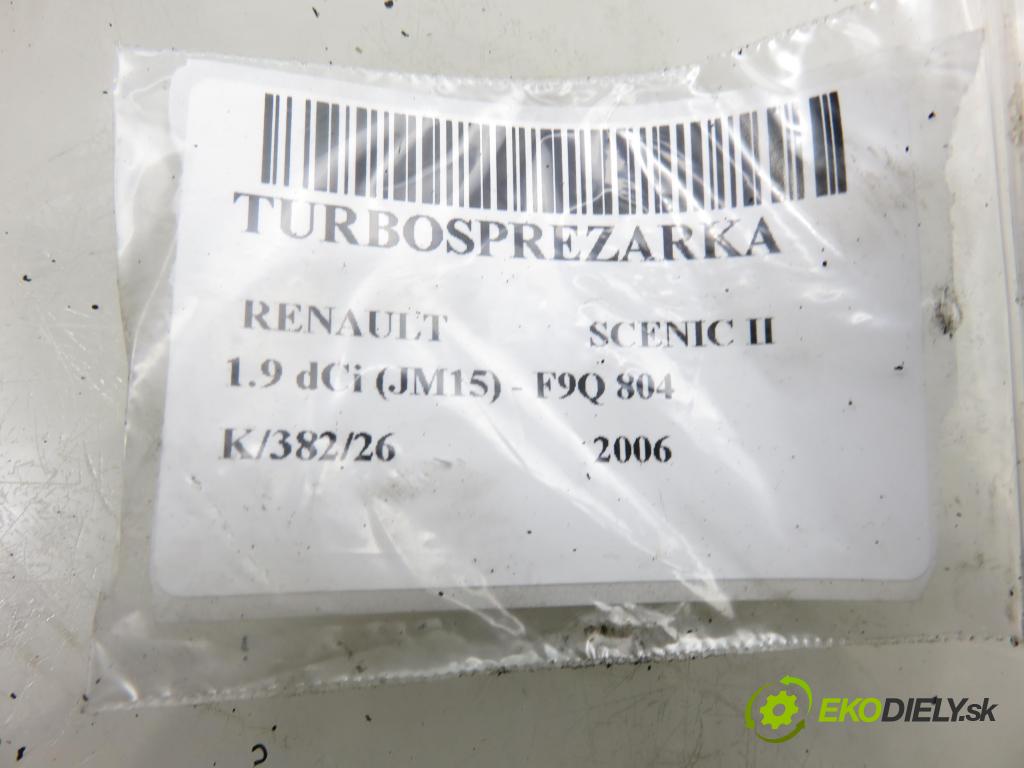 TURBOSPREZARKA
RENAULT SCENIC II
1.9 dCi (JM15) - F9Q 804
K/382/26 2006
EKODIELY.sk